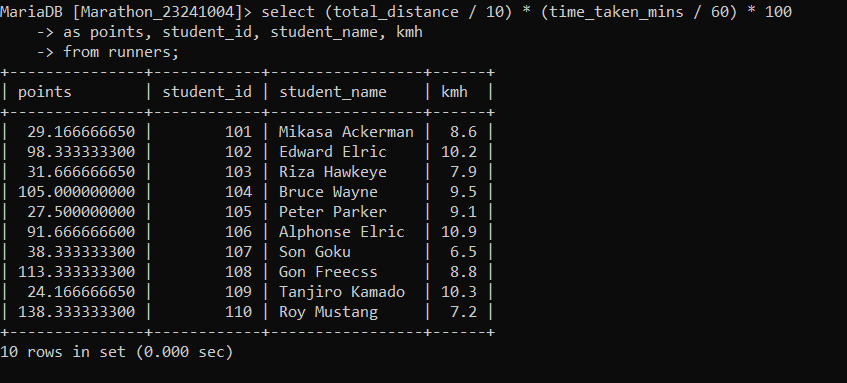 MariaDB [Marathon_23241004]> select (total_distance / 10) * (time_taken_mins / 60) * 100
    -> as points, student_id, student_name, kmh
    -> from runners;
+---------------+------------+-----------------+------+
| points        | student_id | student_name    | kmh  |
+---------------+------------+-----------------+------+
|  29.166666650 |        101 | Mikasa Ackerman |  8.6 |
|  98.333333300 |        102 | Edward Elric    | 10.2 |
|  31.666666650 |        103 | Riza Hawkeye    |  7.9 |
| 105.000000000 |        104 | Bruce Wayne     |  9.5 |
|  27.500000000 |        105 | Peter Parker    |  9.1 |
|  91.666666600 |        106 | Alphonse Elric  | 10.9 |
|  38.333333300 |        107 | Son Goku        |  6.5 |
| 113.333333300 |        108 | Gon Freecss     |  8.8 |
|  24.166666650 |        109 | Tanjiro Kamado  | 10.3 |
| 138.333333300 |        110 | Roy Mustang     |  7.2 |
+---------------+------------+-----------------+------+
10 rows in set (0.000 sec)